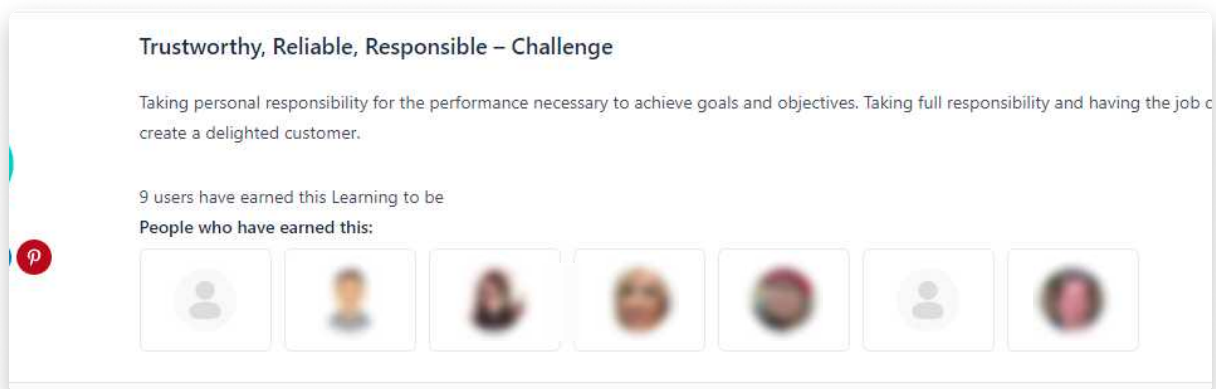 Trustworthy, Reliable, Responsible – Challenge
Taking personal responsibility for the performance necessary to achieve goals and objectives. Taking full responsibility and having the job
create a delighted customer.
9 users have earned this Learning to be
People who have earned this: